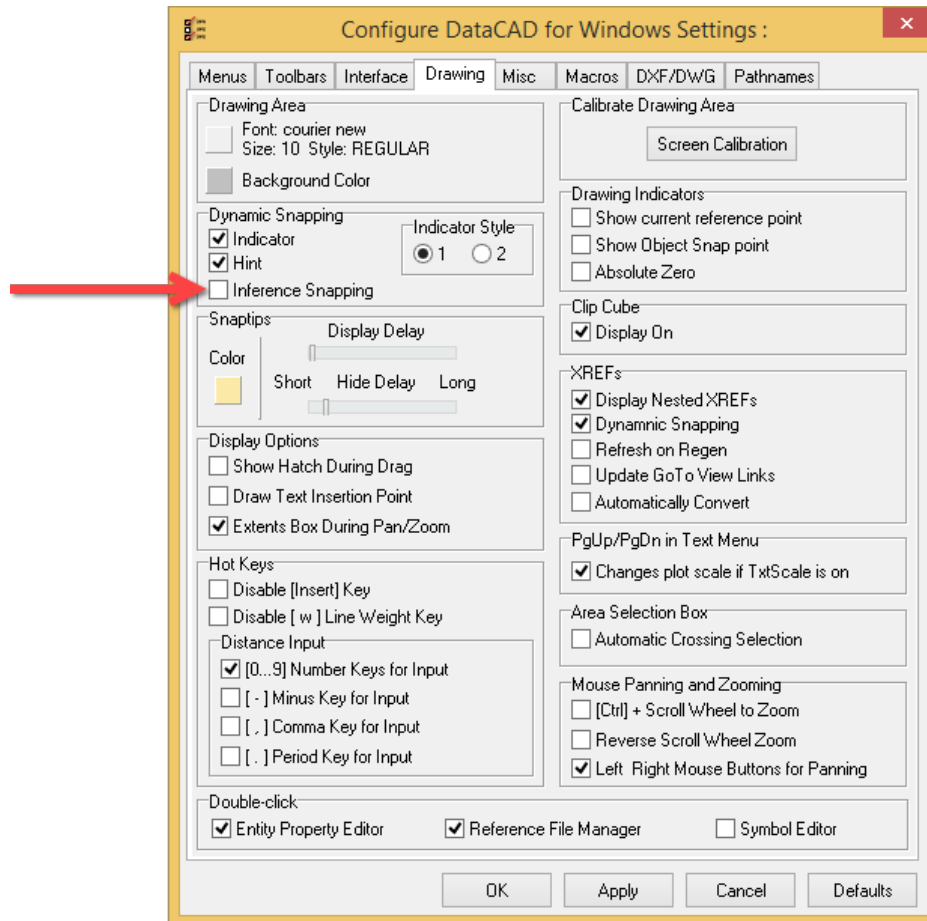 Configure DataCAD for Windows Settings :
Menus Toolbars Interface Drawing Misc Macros DXF/DWG Pathnames
Drawing Area
Font: courier new
Size: 10 Style: REGULAR
Background Color
Dynamic Snapping
Indicator
Hint
Inference Snapping
Indicator Style
1 2
Snaptips
Color
Display Delay
Short Hide Delay Long
Display Options
Show Hatch During Drag
Draw Text Insertion Point
Extents Box During Pan/Zoom
Hot Keys
Disable [Insert] Key
Disable [ w ] Line Weight Key
Distance Input
[0...9] Number Keys for Input
[ - ] Minus Key for Input
[ , ] Comma Key for Input
[ . ] Period Key for Input
Calibrate Drawing Area
Screen Calibration
Drawing Indicators
Show current reference point
Show Object Snap point
Absolute Zero
Clip Cube
Display On
XREFs
Display Nested XREFs
Dynamnic Snapping
Refresh on Regen
Update GoTo View Links
Automatically Convert
PgUp/PgDn in Text Menu
Changes plot scale if TxtScale is on
Area Selection Box
Automatic Crossing Selection
Mouse Panning and Zooming
[Ctrl] + Scroll Wheel to Zoom
Reverse Scroll Wheel Zoom
Left Right Mouse Buttons for Panning
Double-click
Entity Property Editor Reference File Manager Symbol Editor
OK Apply Cancel Defaults